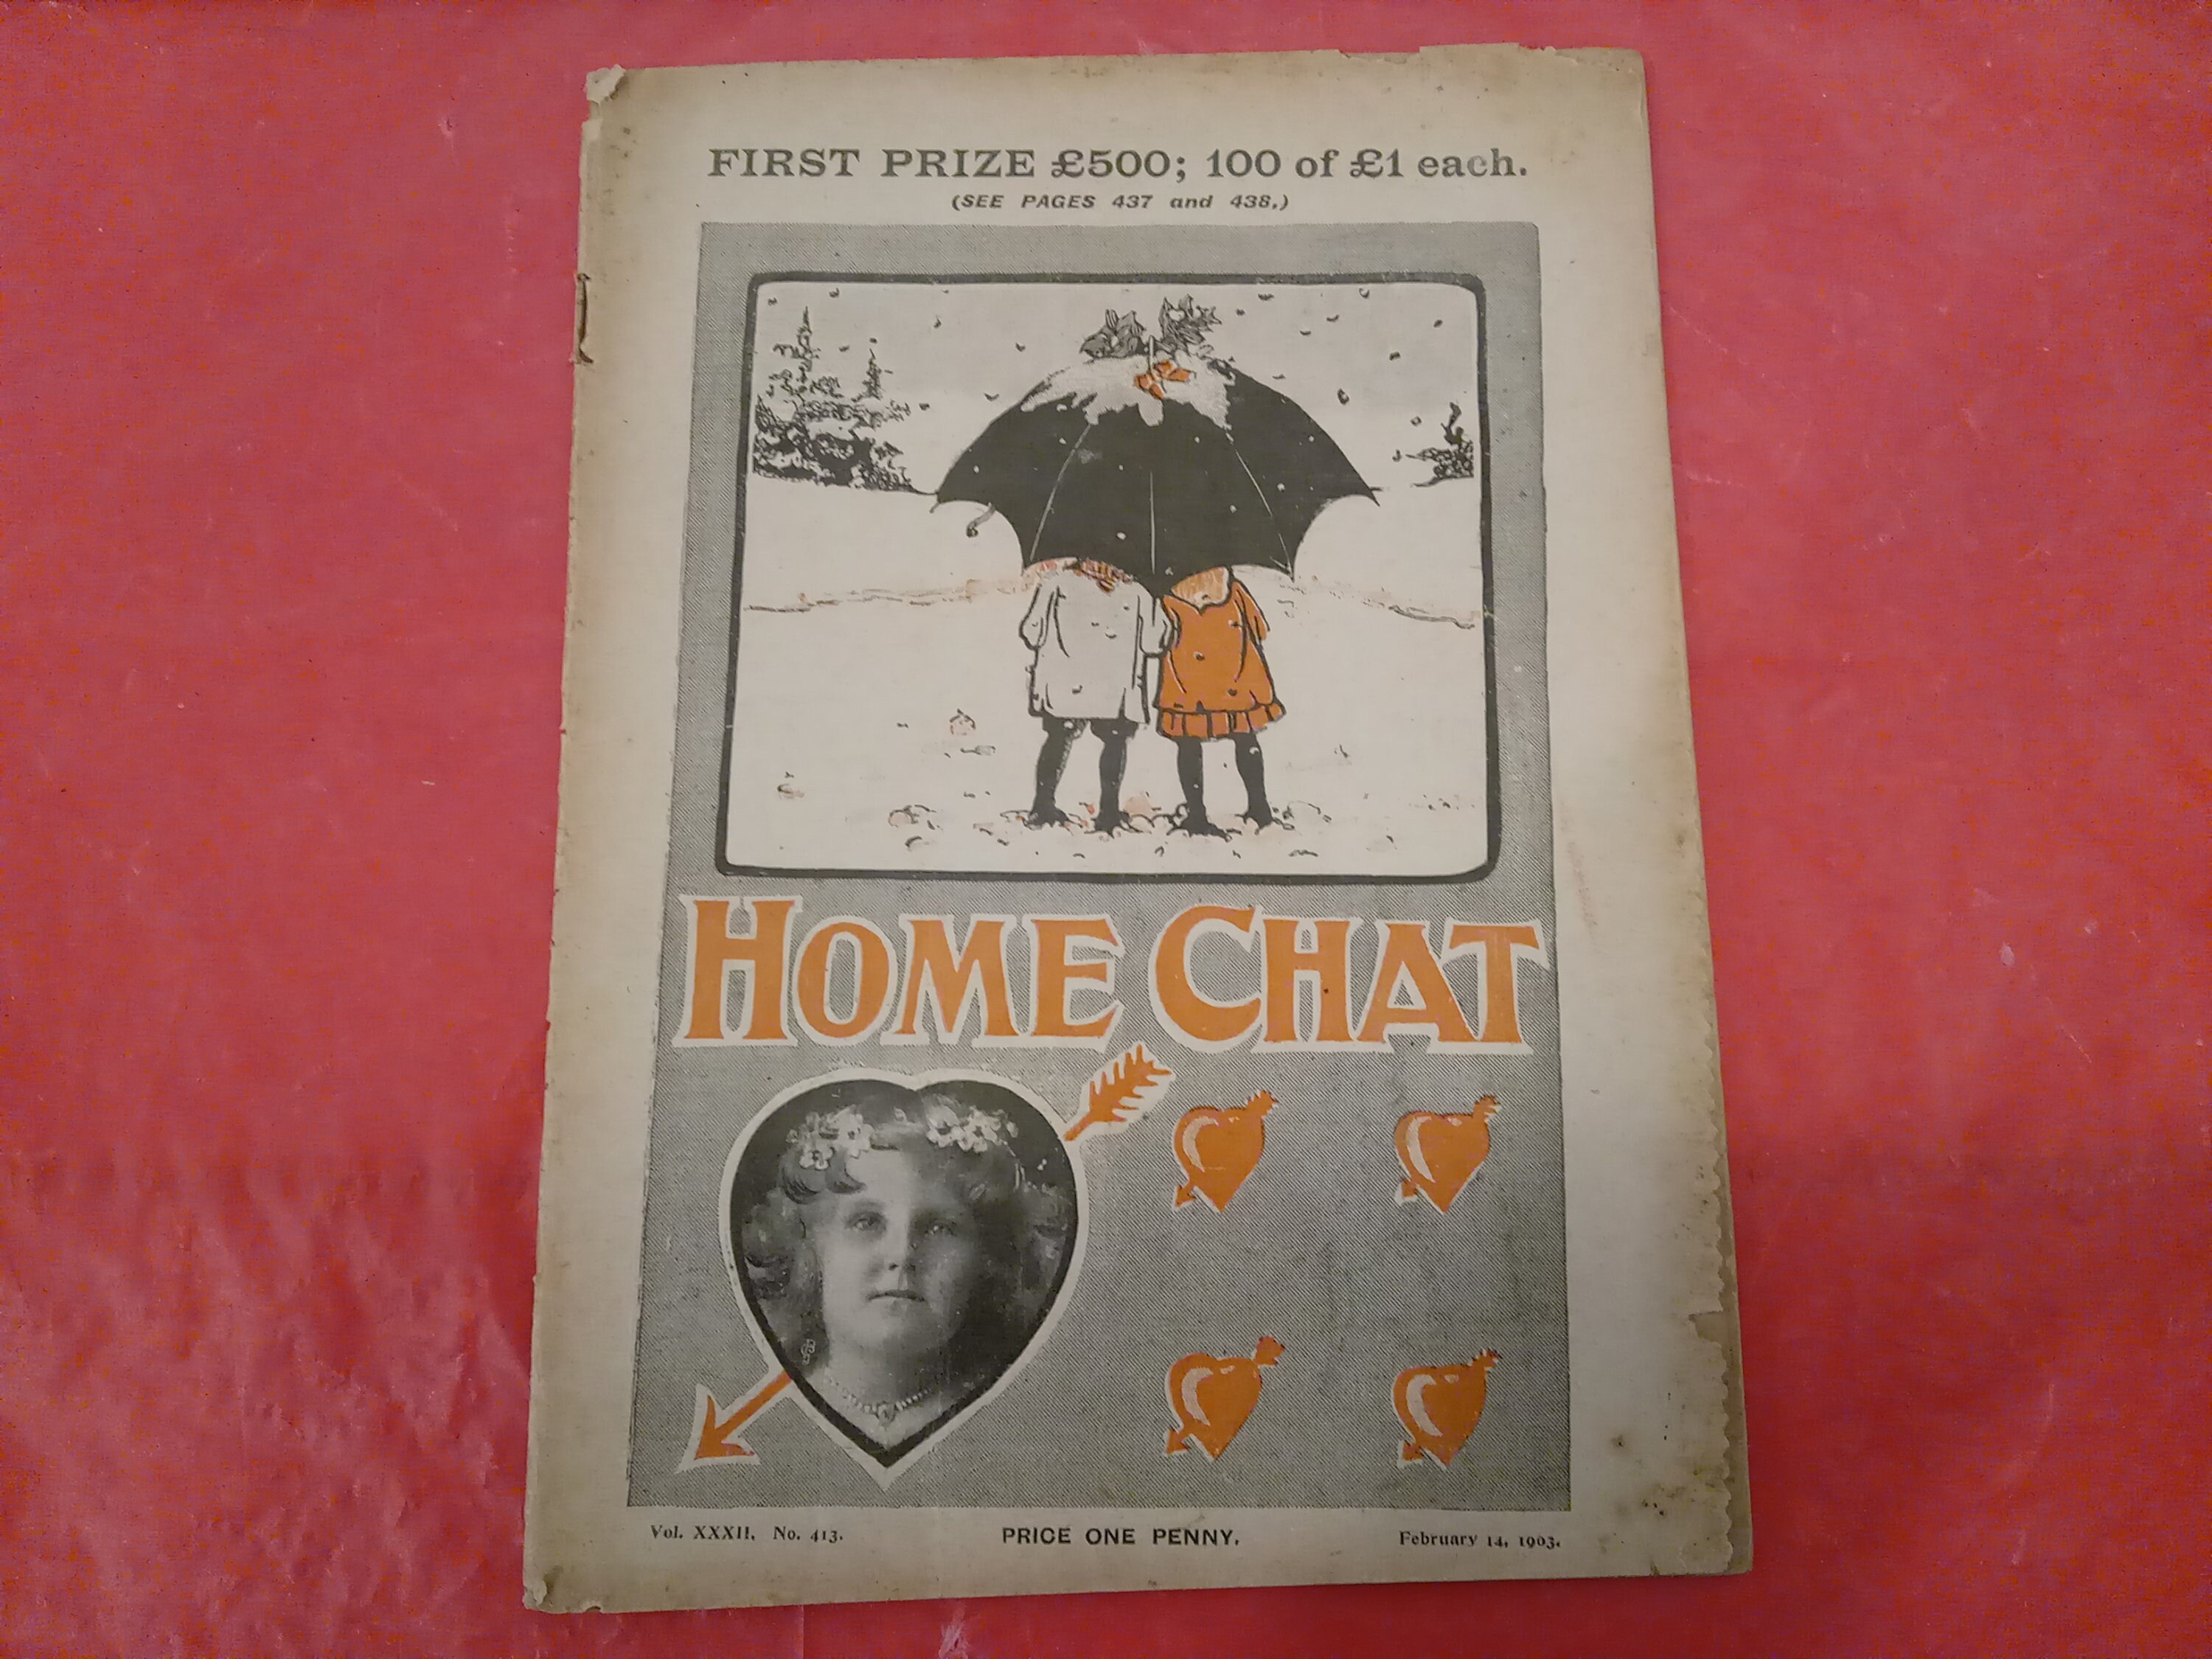 FIRST PRIZE £500; 100 of £1 each.
(SEE PAGES 437 and 438.)
HOME CHAT
Vol. XXXII. No. 413. PRICE ONE PENNY. February 14, 1903.